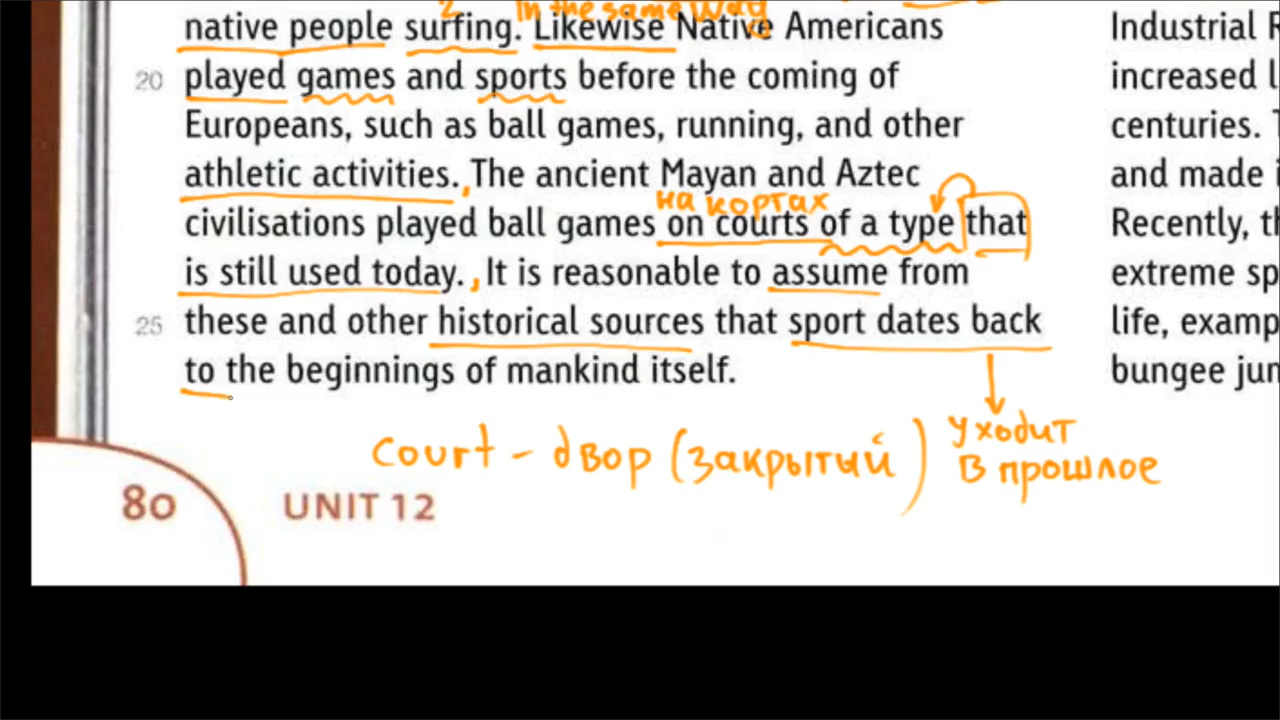 2 In the same way
native people surfing. Likewise Native Americans
20 played games and sports before the coming of
Europeans, such as ball games, running, and other
athletic activities. The ancient Mayan and Aztec
на кортах
civilisations played ball games on courts of a type that
is still used today. It is reasonable to assume from
25 these and other historical sources that sport dates back
to the beginnings of mankind itself.
court - двор (закрытый)
уходит
в прошлое
80 UNIT 12
Industrial
increased
centuries.
and made
Recently,
extreme
life,
bungee